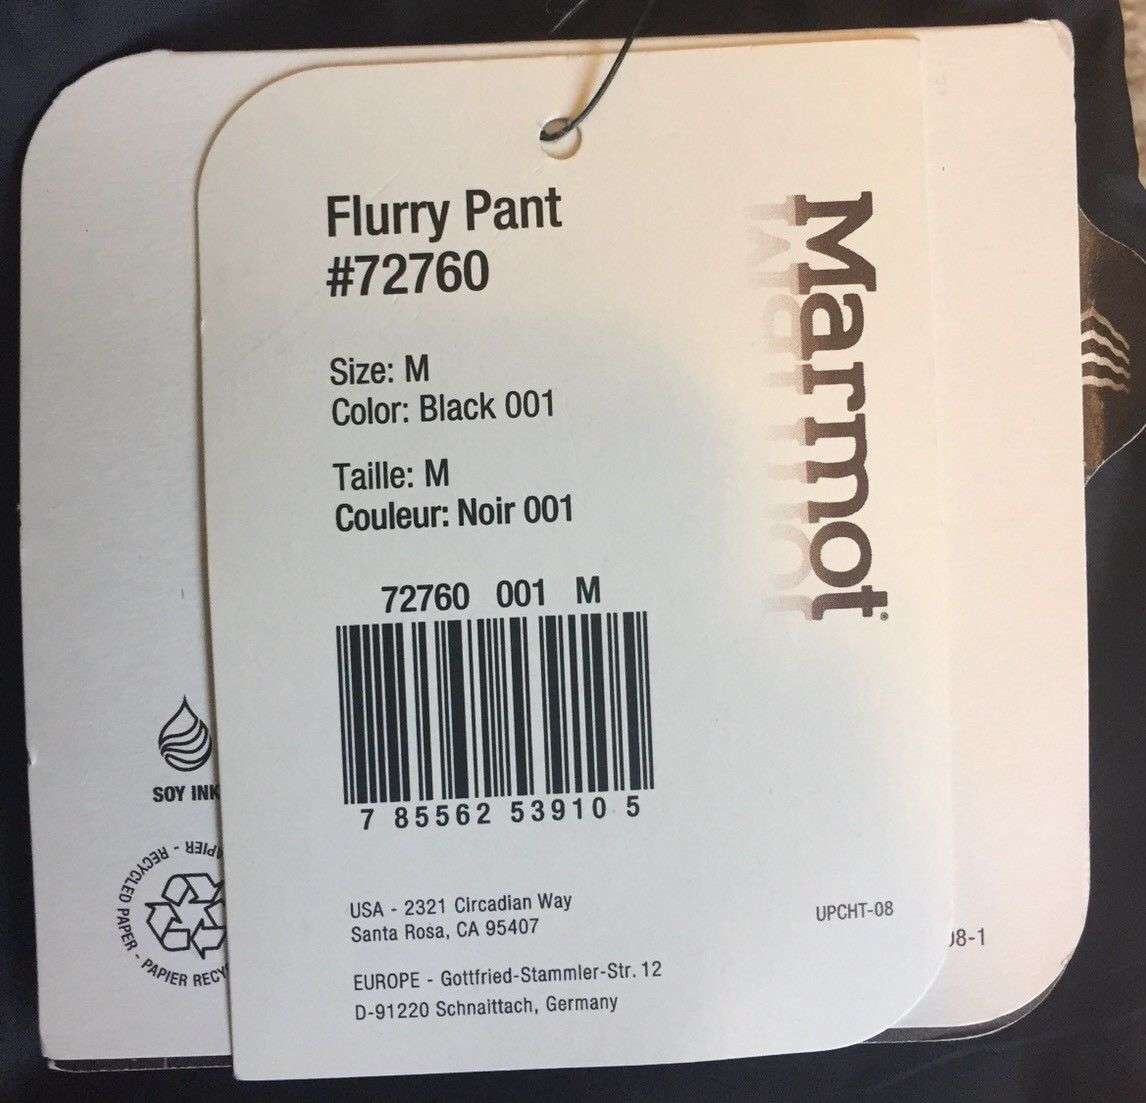 Flurry Pant
#72760
Size: M
Color: Black 001
Taille: M
Couleur: Noir 001
72760 001 M
7 85562 53910 5
USA - 2321 Circadian Way
Santa Rosa, CA 95407
EUROPE - Gottfried-Stammler-Str. 12
D-91220 Schnaittach, Germany
UPCHT-08
Marmot®
SOY INK
RECYCLED PAPER - PAPIER
8-1